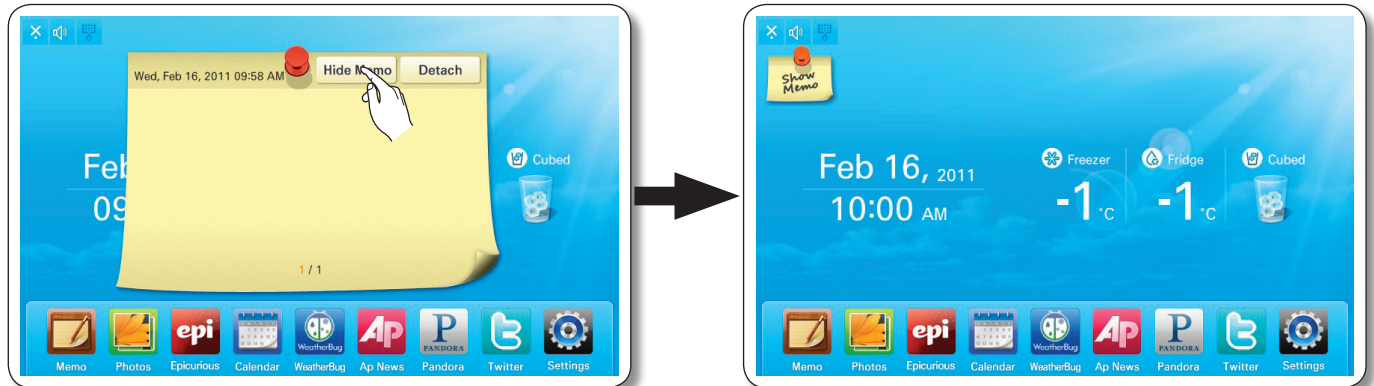 Wed, Feb 16, 2011 09:58 AM
Hide Memo
Detach
Feb
09
Cubed
1 / 1
epi
AP
P
PANDORA
WeatherBug
Memo
Photos
Epicurious
Calendar
WeatherBug
Ap News
Pandora
Twitter
Settings
Show
Memo
Feb 16, 2011
10:00 AM
Freezer
-1 °C
Fridge
-1 °C
Cubed
epi
WeatherBug
AP
P
PANDORA
Memo
Photos
Epicurious
Calendar
WeatherBug
Ap News
Pandora
Twitter
Settings